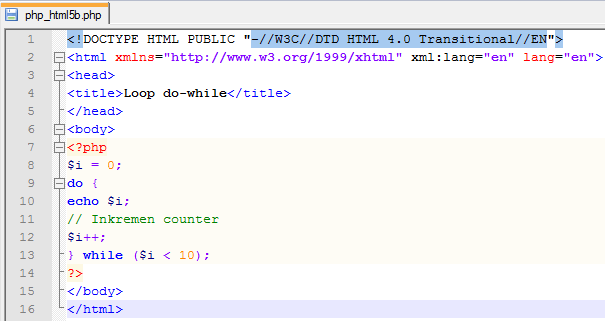 php_html5b.php
1 <!DOCTYPE HTML PUBLIC "-//W3C//DTD HTML 4.0 Transitional//EN">
2 <html xmlns="http://www.w3.org/1999/xhtml" xml:lang="en" lang="en">
3 <head>
4 <title>Loop do-while</title>
5 </head>
6 <body>
7 <?php
8 $i = 0;
9 do {
10 echo $i;
11 // Inkremen counter
12 $i++;
13 } while ($i < 10);
14 ?>
15 </body>
16 </html>